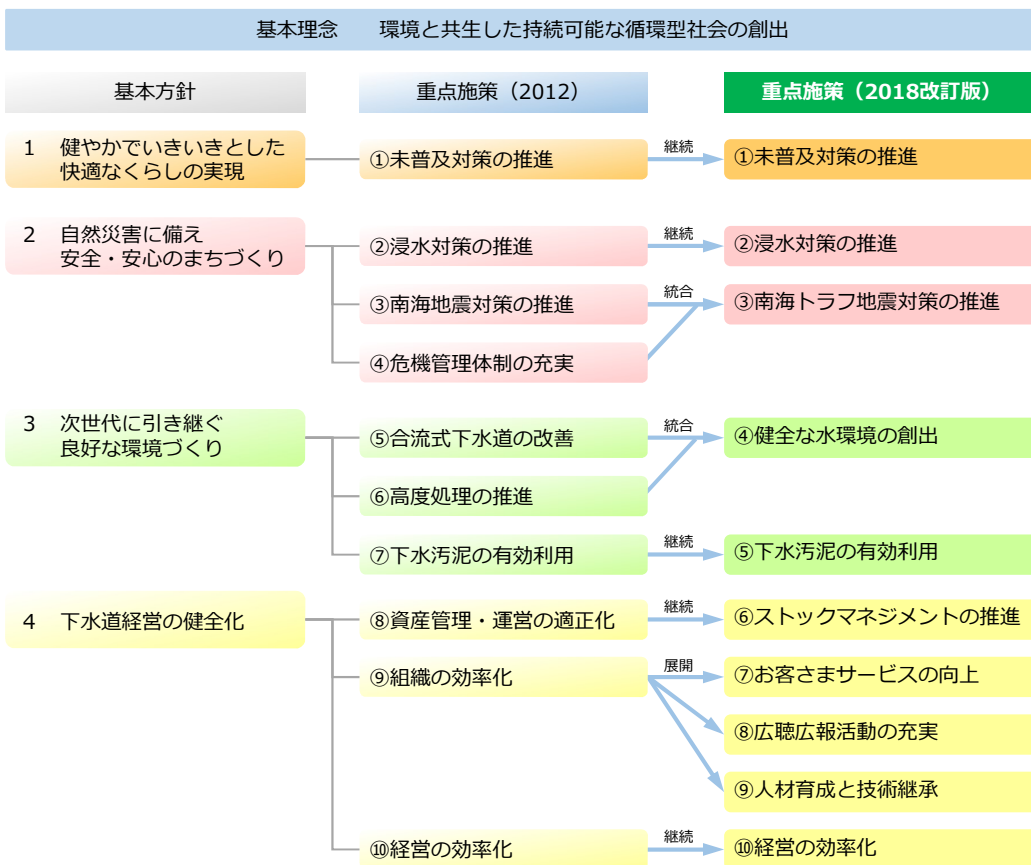 基本理念　環境と共生した持続可能な循環型社会の創出
基本方針
重点施策（2012）
重点施策（2018改訂版）
1 健やかでいきいきとした
快適なくらしの実現
①未普及対策の推進
継続
①未普及対策の推進
2 自然災害に備え
安全・安心のまちづくり
②浸水対策の推進
継続
②浸水対策の推進
③南海地震対策の推進
統合
③南海トラフ地震対策の推進
④危機管理体制の充実
3 次世代に引き継ぐ
良好な環境づくり
⑤合流式下水道の改善
統合
④健全な水環境の創出
⑥高度処理の推進
⑦下水汚泥の有効利用
継続
⑤下水汚泥の有効利用
4 下水道経営の健全化
⑧資産管理・運営の適正化
継続
⑥ストックマネジメントの推進
⑨組織の効率化
展開
⑦お客さまサービスの向上
⑧広聴広報活動の充実
⑨人材育成と技術継承
⑩経営の効率化
継続
⑩経営の効率化